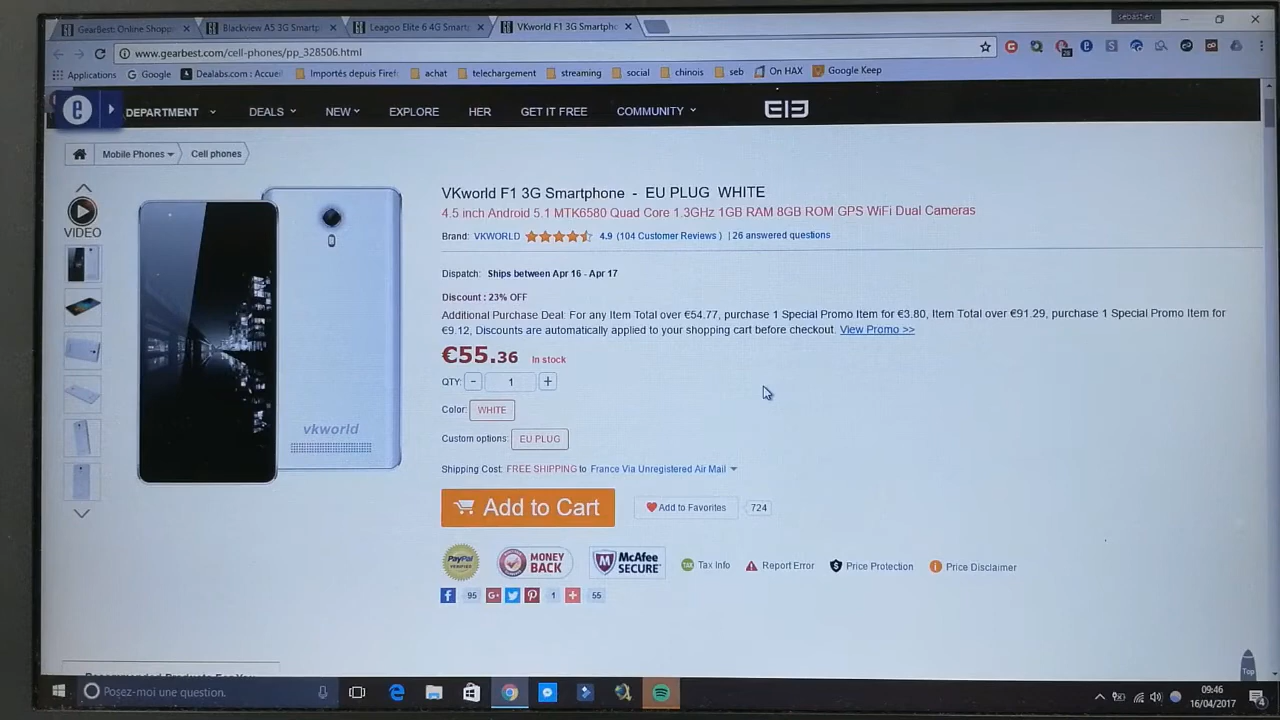 sebastien
GearBest: Online Shopp
Blackview A5 3G Smartp
Leagoo Elite 6 4G Smart
VKworld F1 3G Smartpho
www.gearbest.com/cell-phones/pp_328506.html
Applications
Google
Dealabs.com : Accuei
Importés depuis Firef
achat
telechargement
streaming
social
chinois
seb
On HAX
Google Keep
DEPARTMENT
DEALS
NEW
EXPLORE
HER
GET IT FREE
COMMUNITY
Mobile Phones
Cell phones
VIDEO
vkworld
VKworld F1 3G Smartphone - EU PLUG WHITE
4.5 inch Android 5.1 MTK6580 Quad Core 1.3GHz 1GB RAM 8GB ROM GPS WiFi Dual Cameras
Brand: VKWORLD 4.9 (104 Customer Reviews ) | 26 answered questions
Dispatch: Ships between Apr 16 - Apr 17
Discount : 23% OFF
Additional Purchase Deal: For any Item Total over €54.77, purchase 1 Special Promo Item for €3.80, Item Total over €91.29, purchase 1 Special Promo Item for
€9.12, Discounts are automatically applied to your shopping cart before checkout. View Promo >>
€55.36 In stock
QTY: - 1 +
Color: WHITE
Custom options: EU PLUG
Shipping Cost: FREE SHIPPING to France Via Unregistered Air Mail
Add to Cart
Add to Favorites
724
PayPal VERIFIED
MONEY BACK
McAfee SECURE
TAX Tax Info
Report Error
$ Price Protection
Price Disclaimer
95
G+
1
55
Top
Posez-moi une question.
09:46
16/04/2017
4